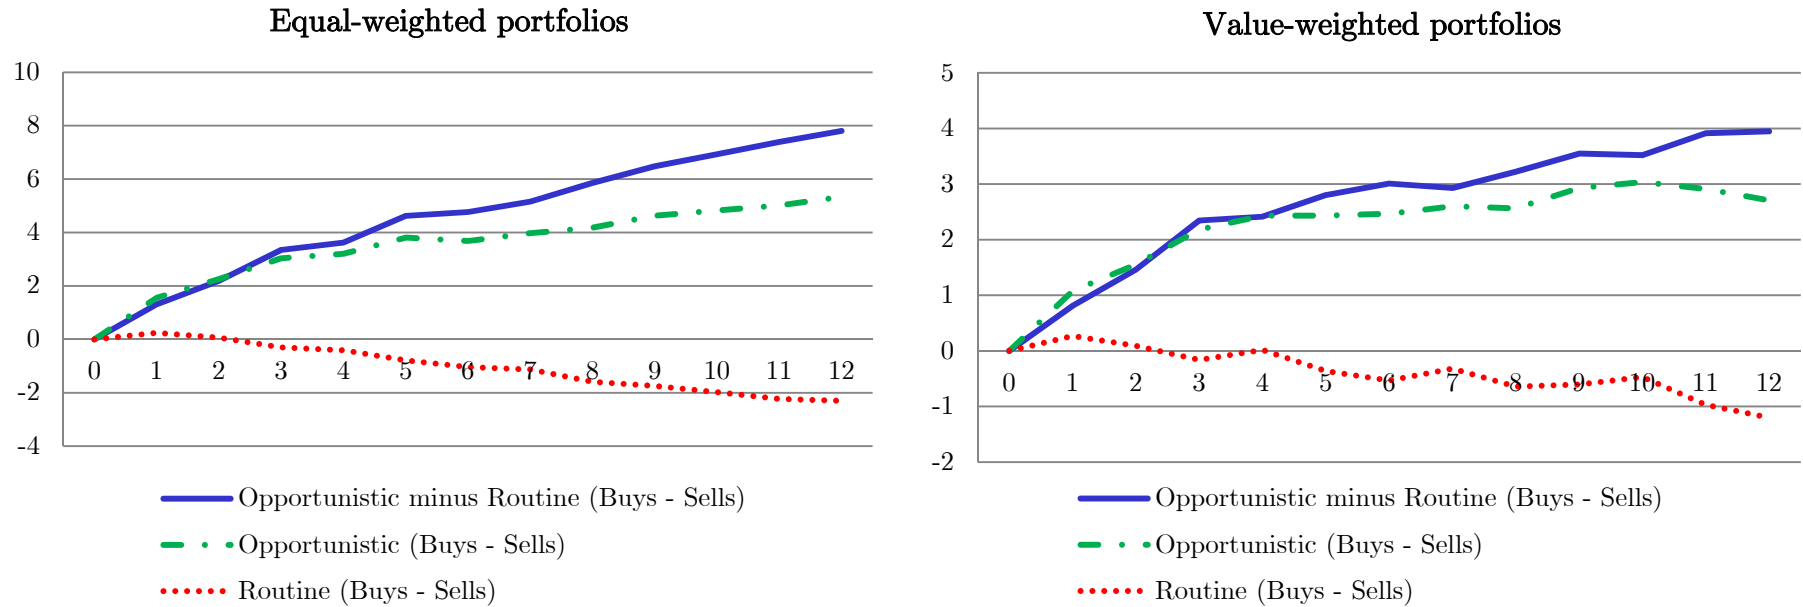 Equal-weighted portfolios
10
8
6
4
2
0
-2
-4
0 1 2 3 4 5 6 7 8 9 10 11 12
Opportunistic minus Routine (Buys - Sells)
Opportunistic (Buys - Sells)
Routine (Buys - Sells)
Value-weighted portfolios
5
4
3
2
1
0
-1
-2
0 1 2 3 4 5 6 7 8 9 10 11 12
Opportunistic minus Routine (Buys - Sells)
Opportunistic (Buys - Sells)
Routine (Buys - Sells)